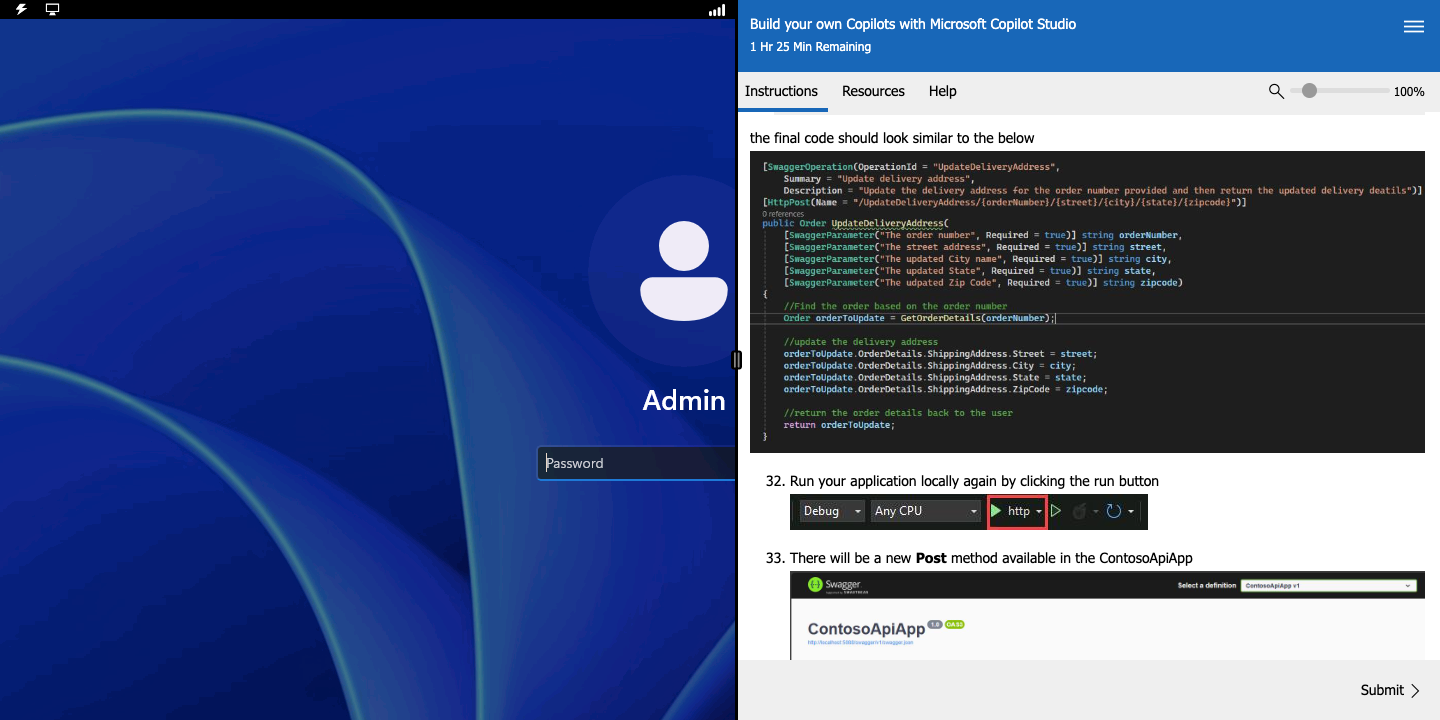 Admin
Password
Build your own Copilots with Microsoft Copilot Studio
1 Hr 25 Min Remaining
Instructions Resources Help
100%
the final code should look similar to the below
[SwaggerOperation(OperationId = "UpdateDeliveryAddress",
Summary = "Update delivery address",
Description = "Update the delivery address for the order number provided and then return the updated delivery deatils")]
[HttpPost(Name = "/UpdateDeliveryAddress/{orderNumber}/{street}/{city}/{state}/{zipcode}")]
0 references
public Order UpdateDeliveryAddress(
[SwaggerParameter("The order number", Required = true)] string orderNumber,
[SwaggerParameter("The street address", Required = true)] string street,
[SwaggerParameter("The updated City name", Required = true)] string city,
[SwaggerParameter("The updated State", Required = true)] string state,
[SwaggerParameter("The udpated Zip Code", Required = true)] string zipcode)
{
//Find the order based on the order number
Order orderToUpdate = GetOrderDetails(orderNumber);
//update the delivery address
orderToUpdate.OrderDetails.ShippingAddress.Street = street;
orderToUpdate.OrderDetails.ShippingAddress.City = city;
orderToUpdate.OrderDetails.ShippingAddress.State = state;
orderToUpdate.OrderDetails.ShippingAddress.ZipCode = zipcode;
//return the order details back to the user
return orderToUpdate;
}
32. Run your application locally again by clicking the run button
Debug Any CPU http
33. There will be a new Post method available in the ContosoApiApp
Swagger Select a definition ContosoApiApp v1
Supported by SMARTBEAR
ContosoApiApp 1.0 OAS3
Submit